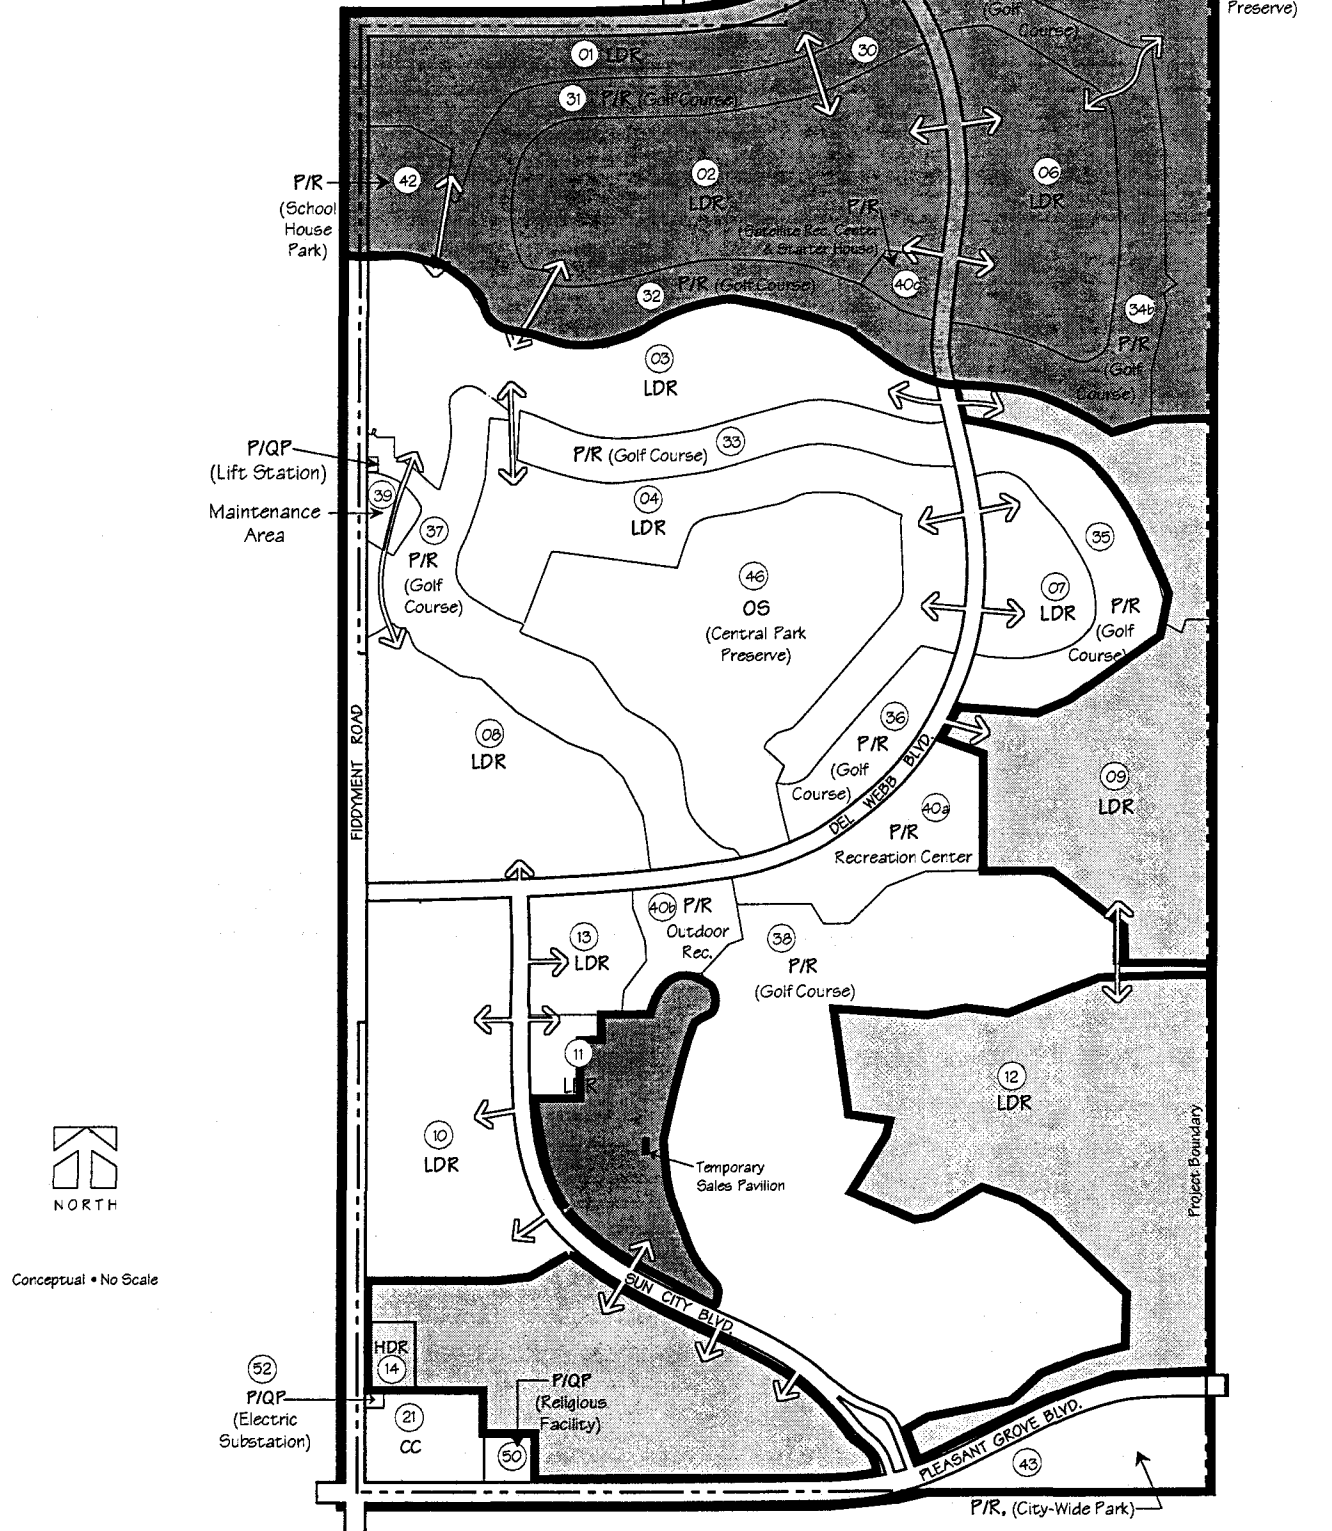 Preserve)
(Golf
Course)
01 LDR
30
31 P/R (Golf Course)
P/R
42
(School
House
Park)
02
LDR
06
LDR
P/R
(Satellite Rec. Center
& Starter House)
40c
32 P/R (Golf Course)
34b
P/R
(Golf
Course)
03
LDR
P/QP
(Lift Station)
P/R (Golf Course) 33
39
Maintenance
Area
04
LDR
37
P/R
(Golf
Course)
35
46
OS
(Central Park
Preserve)
07
LDR
P/R
(Golf
Course)
FIDDYMENT ROAD
08
LDR
36
P/R
(Golf
Course)
DEL WEBB BLVD.
09
LDR
40a
P/R
Recreation Center
40b P/R
Outdoor
Rec.
13
LDR
38
P/R
(Golf Course)
11
LDR
12
LDR
10
LDR
Temporary
Sales Pavilion
Project Boundary
NORTH
Conceptual • No Scale
SUN CITY BLVD.
HDR
14
52
P/QP
(Electric
Substation)
P/QP
(Religious
Facility)
21
CC
50
PLEASANT GROVE BLVD.
43
P/R. (City-Wide Park)